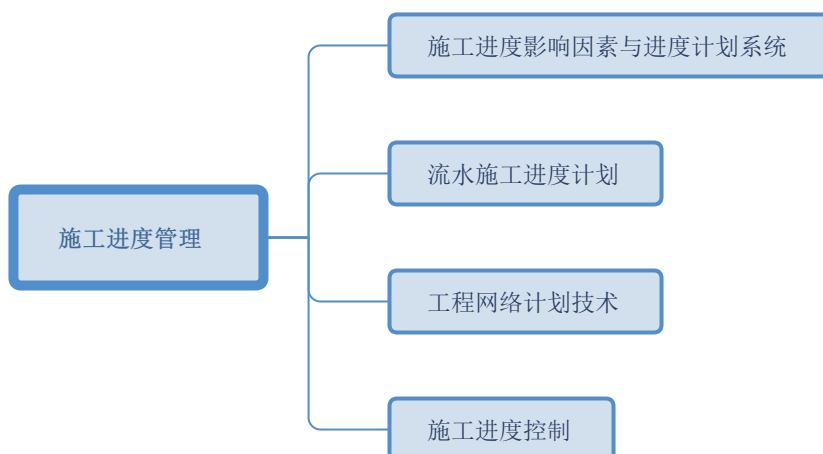 施工进度影响因素与进度计划系统
流水施工进度计划
施工进度管理
工程网络计划技术
施工进度控制